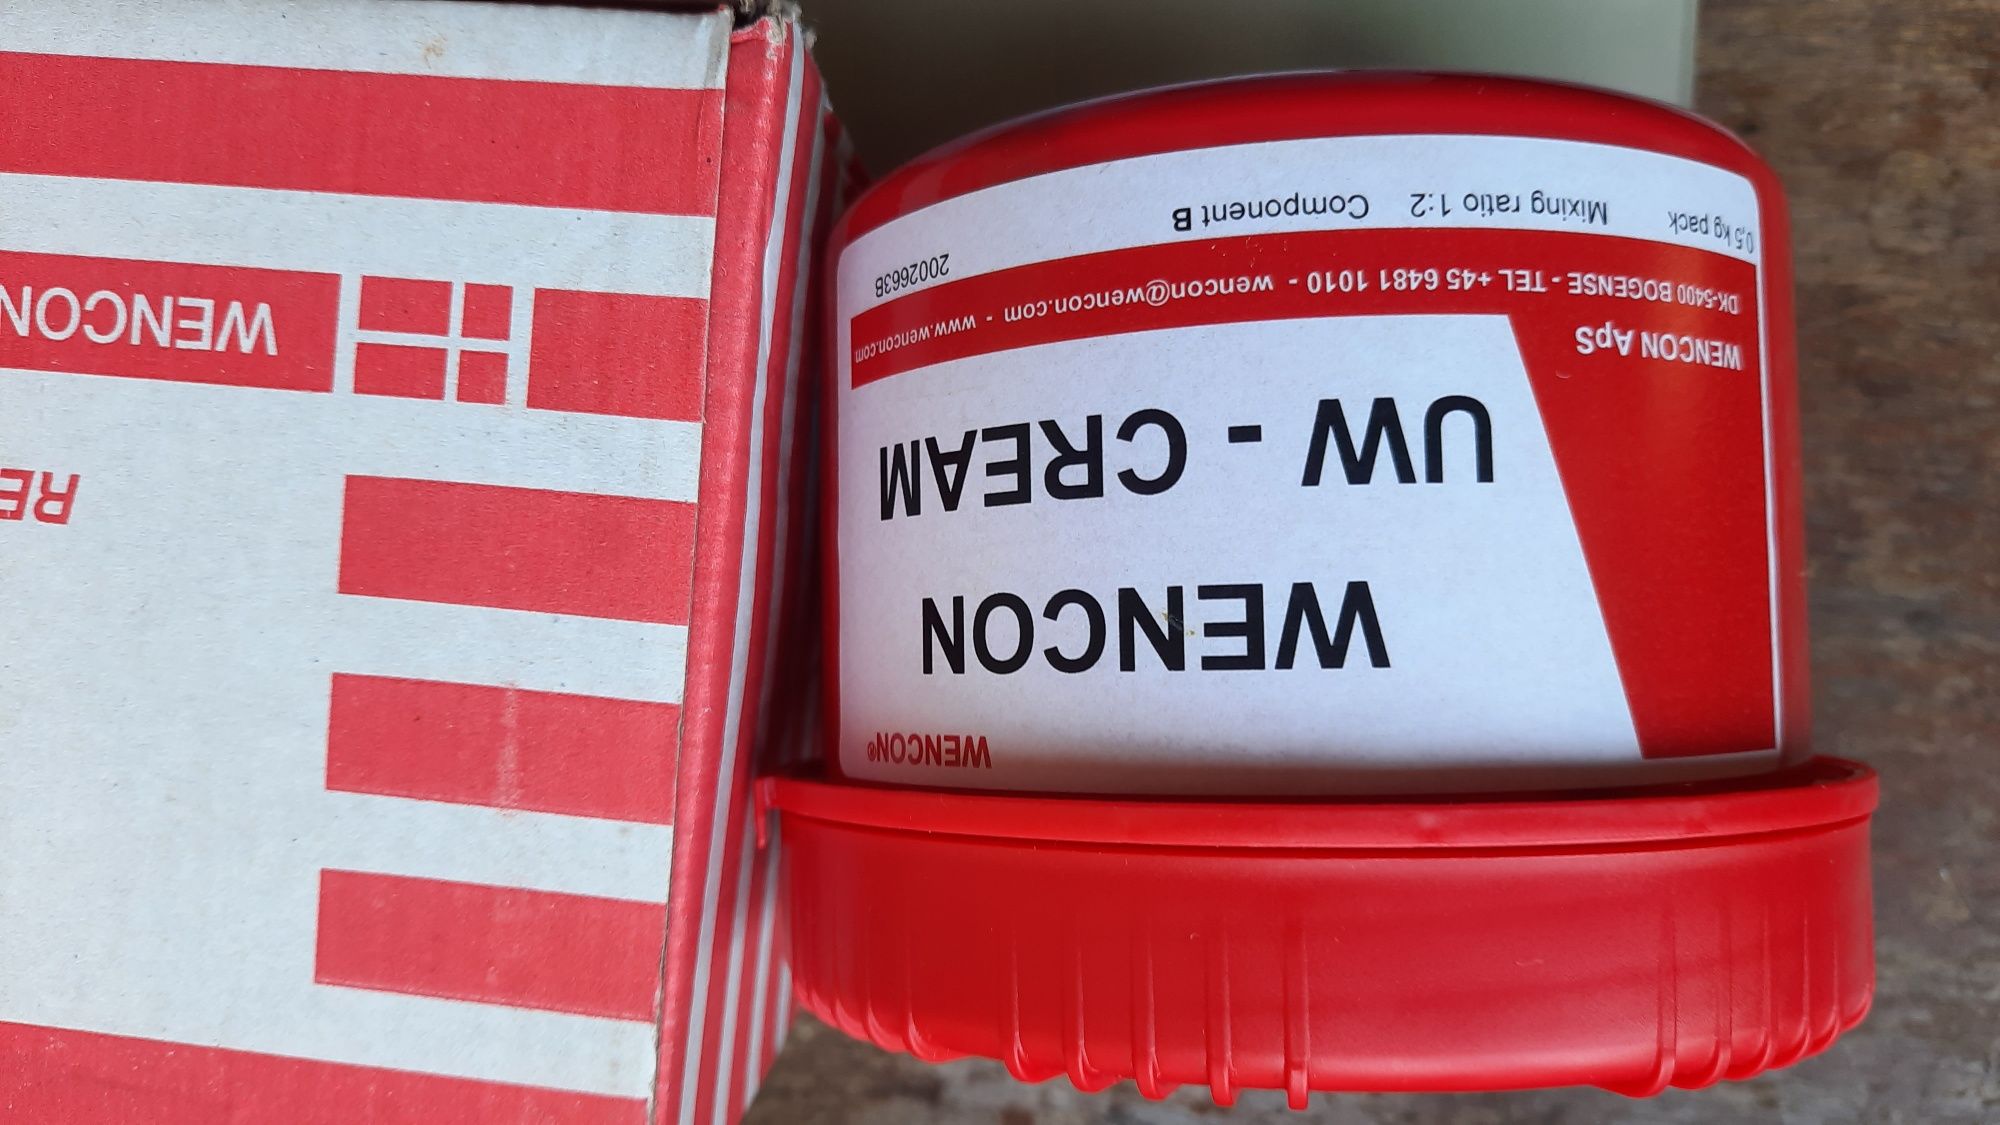 WENCON®
WENCON
UW - CREAM
WENCON ApS
DK-5400 BOGENSE - TEL +45 6481 1010 - wencon@wencon.com - www.wencon.com
0,5 kg pack Mixing ratio 1:2 Component B 2002663B
RE
WENCON